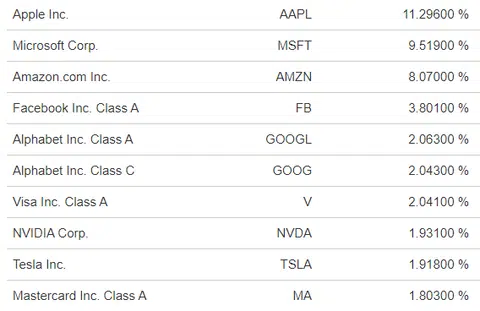 Apple Inc. AAPL 11.29600 %
Microsoft Corp. MSFT 9.51900 %
Amazon.com Inc. AMZN 8.07000 %
Facebook Inc. Class A FB 3.80100 %
Alphabet Inc. Class A GOOGL 2.06300 %
Alphabet Inc. Class C GOOG 2.04300 %
Visa Inc. Class A V 2.04100 %
NVIDIA Corp. NVDA 1.93100 %
Tesla Inc. TSLA 1.91800 %
Mastercard Inc. Class A MA 1.80300 %